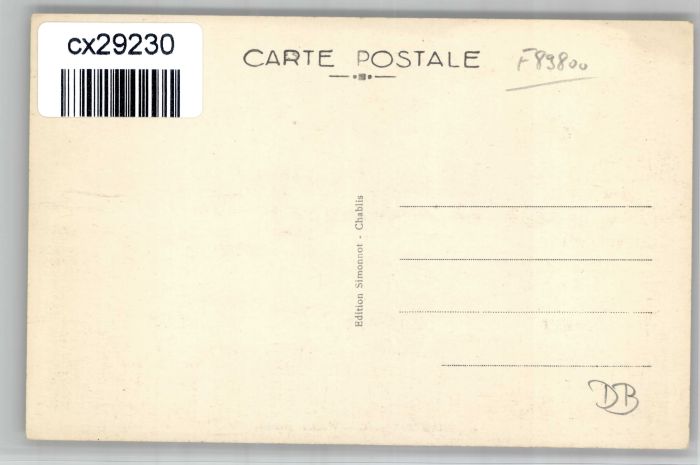 cx29230
CARTE POSTALE
F89800
Edition Simonnot - Chablis
DB